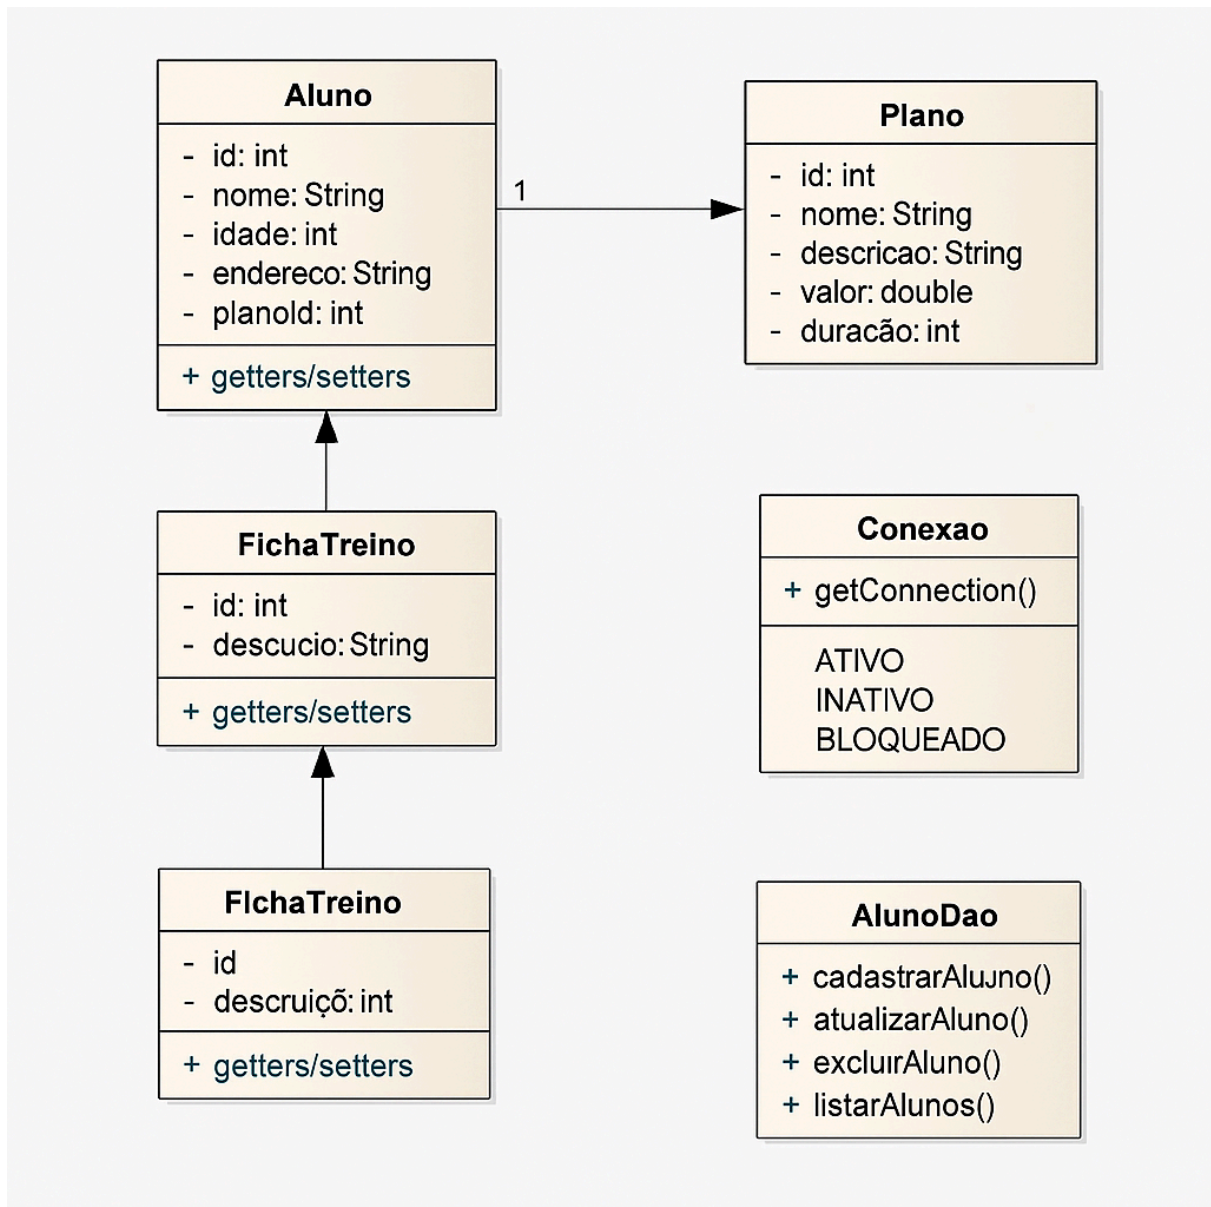 Aluno
- id: int
- nome: String
- idade: int
- endereco: String
- planoId: int
+ getters/setters
1
Plano
- id: int
- nome: String
- descricao: String
- valor: double
- duracão: int
FichaTreino
- id: int
- descucio: String
+ getters/setters
Conexao
+ getConnection()
ATIVO
INATIVO
BLOQUEADO
FIchaTreino
- id
- descruiçõ: int
+ getters/setters
AlunoDao
+ cadastrarAluJno()
+ atualizarAluno()
+ excluırAluno()
+ listarAlunos()